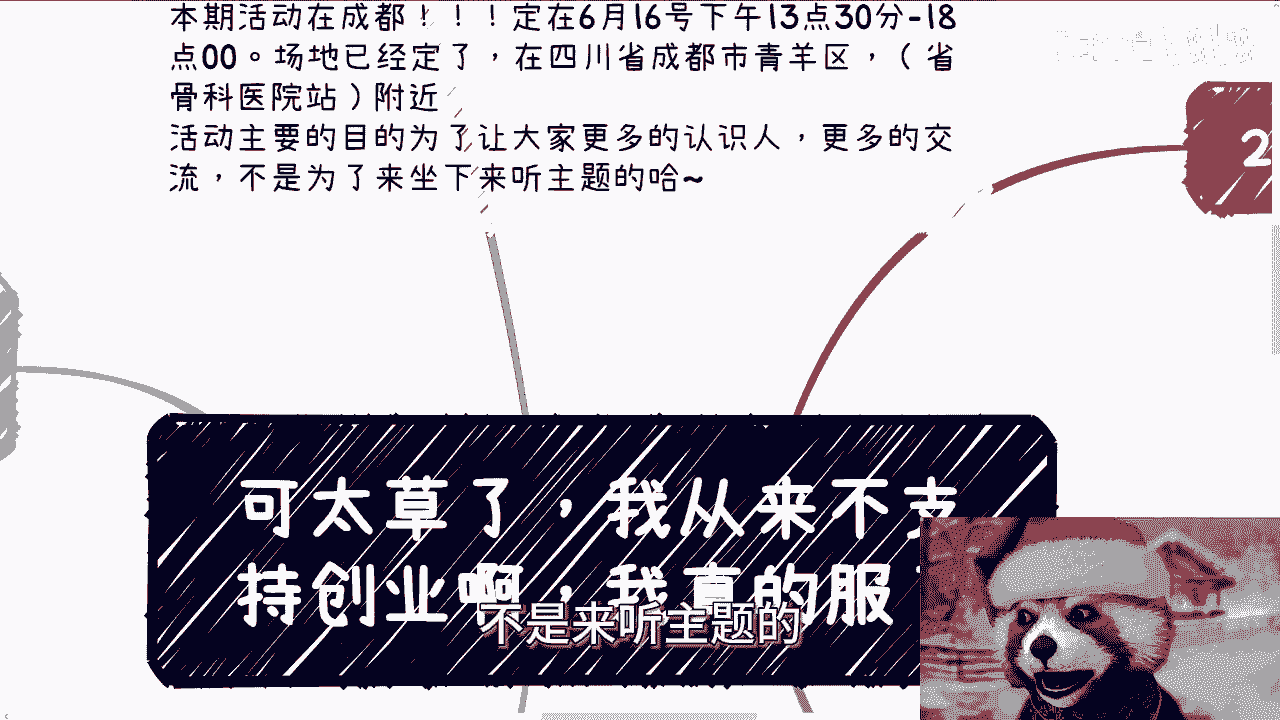 本期活动在成都！！！定在6月16号下午13点30分-18
点00。场地已经定了，在四川省成都市青羊区，（省
骨科医院站）附近
活动主要的目的为了让大家更多的认识人，更多的交
流，不是为了来坐下来听主题的哈~
2
可太草了，我从来不支
持创业啊，我真的服
不是来听主题的